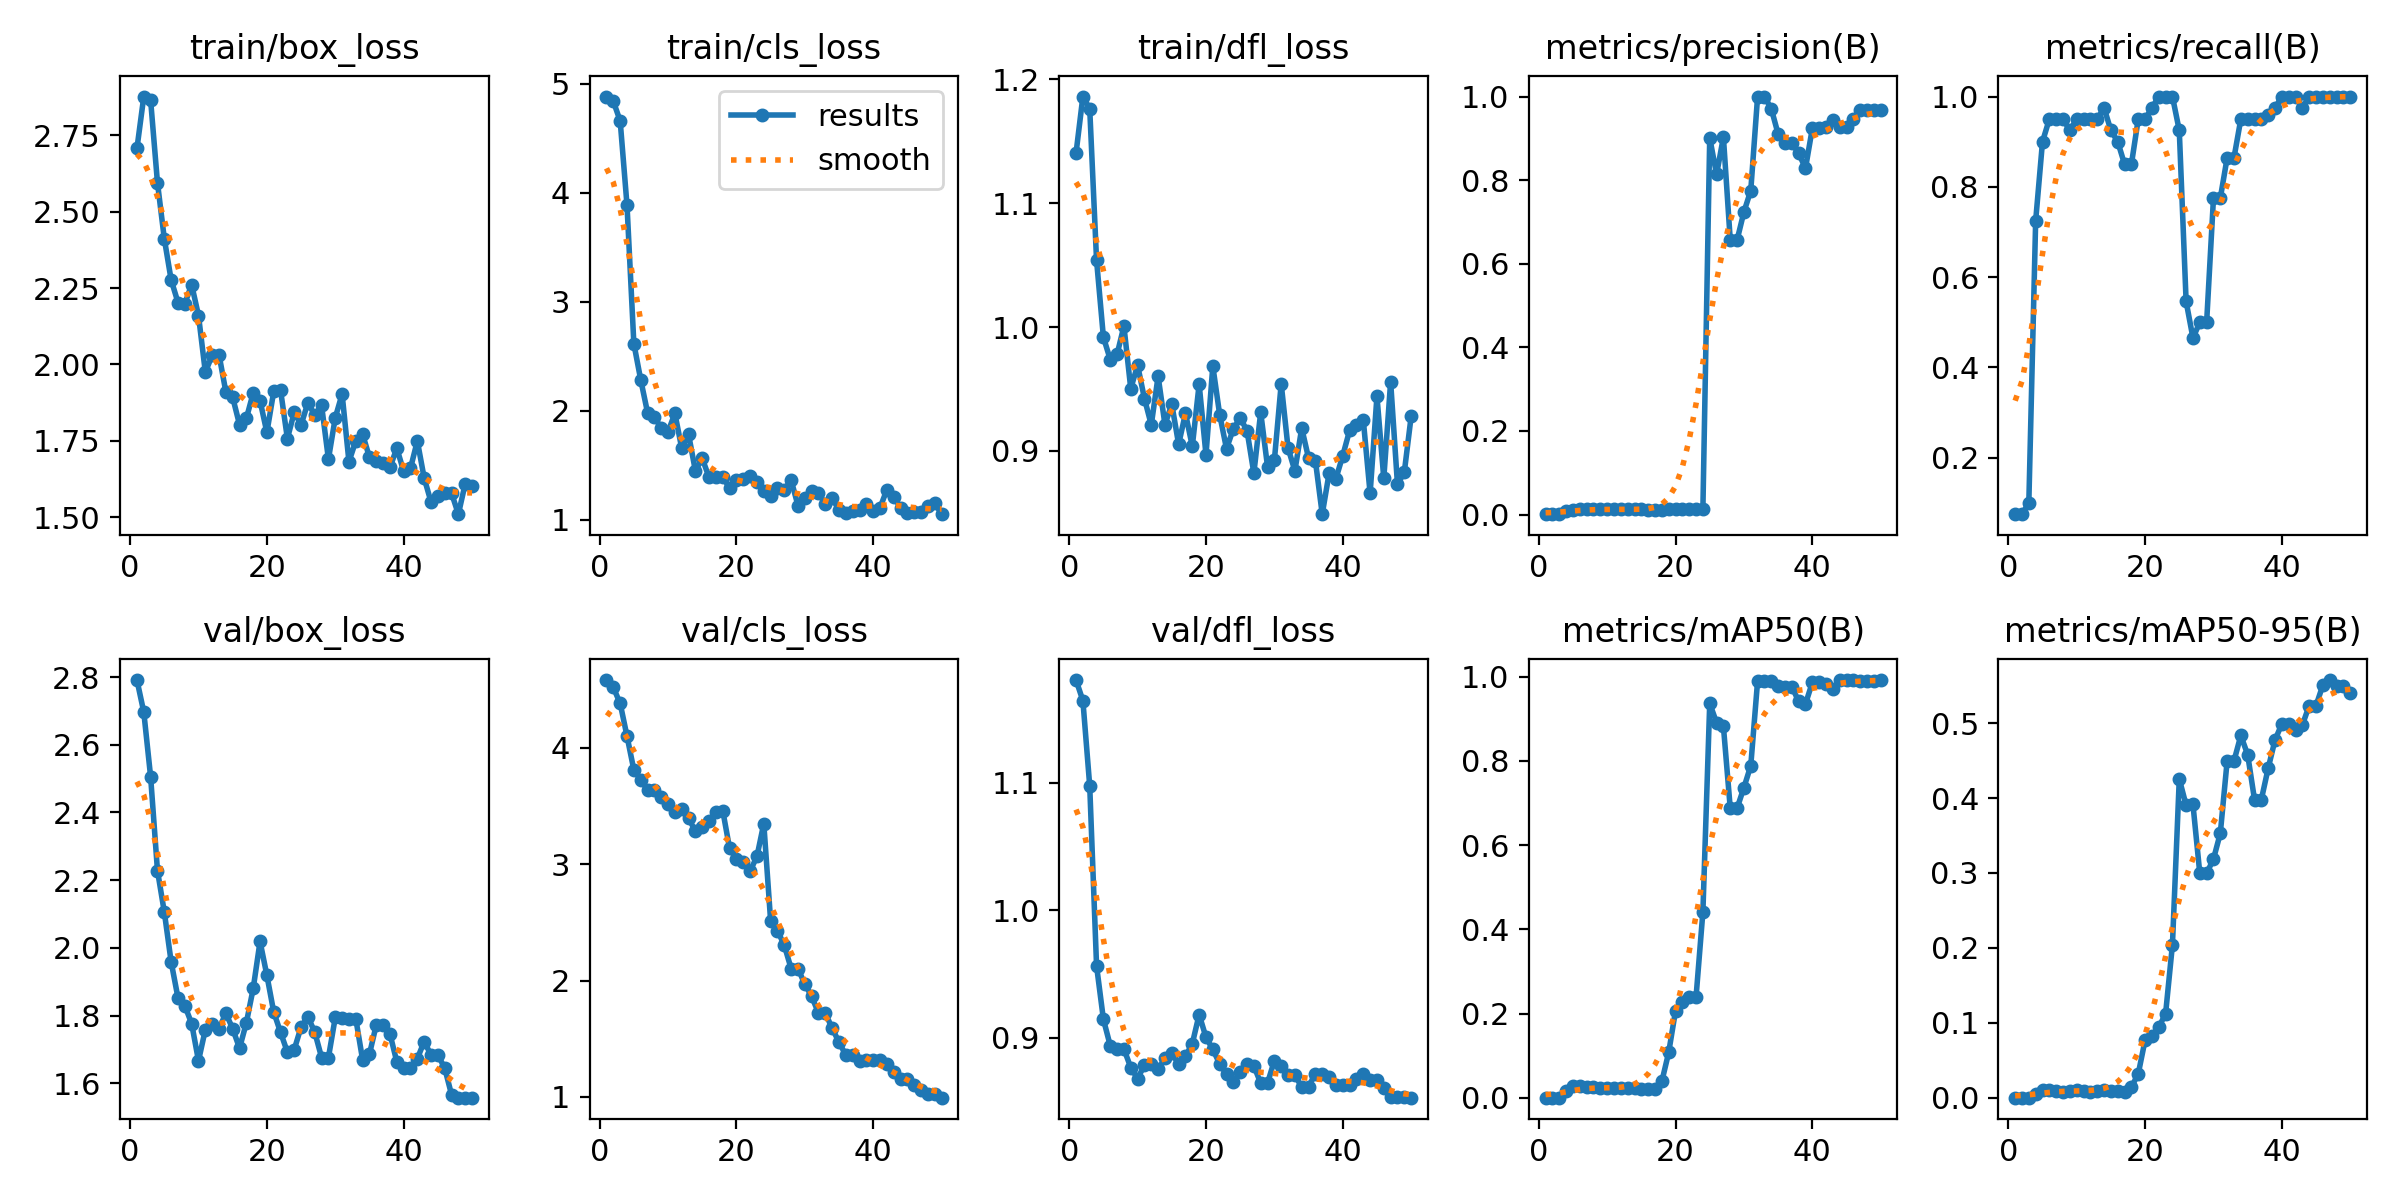 train/box_loss
2.75
2.50
2.25
2.00
1.75
1.50
0 20 40
train/cls_loss
results
smooth
5
4
3
2
1
0 20 40
train/dfl_loss
1.2
1.1
1.0
0.9
0 20 40
metrics/precision(B)
1.0
0.8
0.6
0.4
0.2
0.0
0 20 40
metrics/recall(B)
1.0
0.8
0.6
0.4
0.2
0 20 40
val/box_loss
2.8
2.6
2.4
2.2
2.0
1.8
1.6
0 20 40
val/cls_loss
4
3
2
1
0 20 40
val/dfl_loss
1.1
1.0
0.9
0 20 40
metrics/mAP50(B)
1.0
0.8
0.6
0.4
0.2
0.0
0 20 40
metrics/mAP50-95(B)
0.5
0.4
0.3
0.2
0.1
0.0
0 20 40